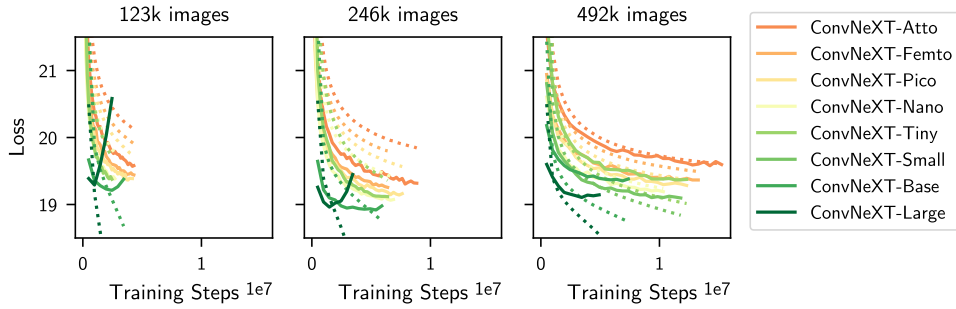 123k images
246k images
492k images
Loss
21
20
19
0
1
Training Steps
1e7
0
1
Training Steps
1e7
0
1
Training Steps
1e7
ConvNeXT-Atto
ConvNeXT-Femto
ConvNeXT-Pico
ConvNeXT-Nano
ConvNeXT-Tiny
ConvNeXT-Small
ConvNeXT-Base
ConvNeXT-Large